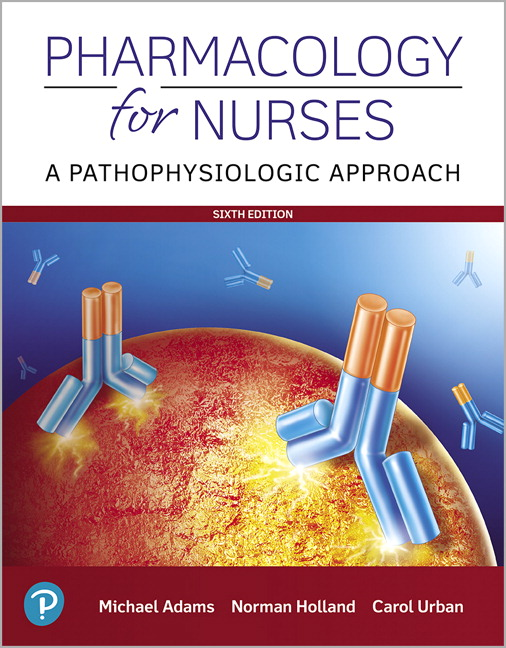 PHARMACOLOGY
for NURSES
A PATHOPHYSIOLOGIC APPROACH
SIXTH EDITION
P
Michael Adams Norman Holland Carol Urban